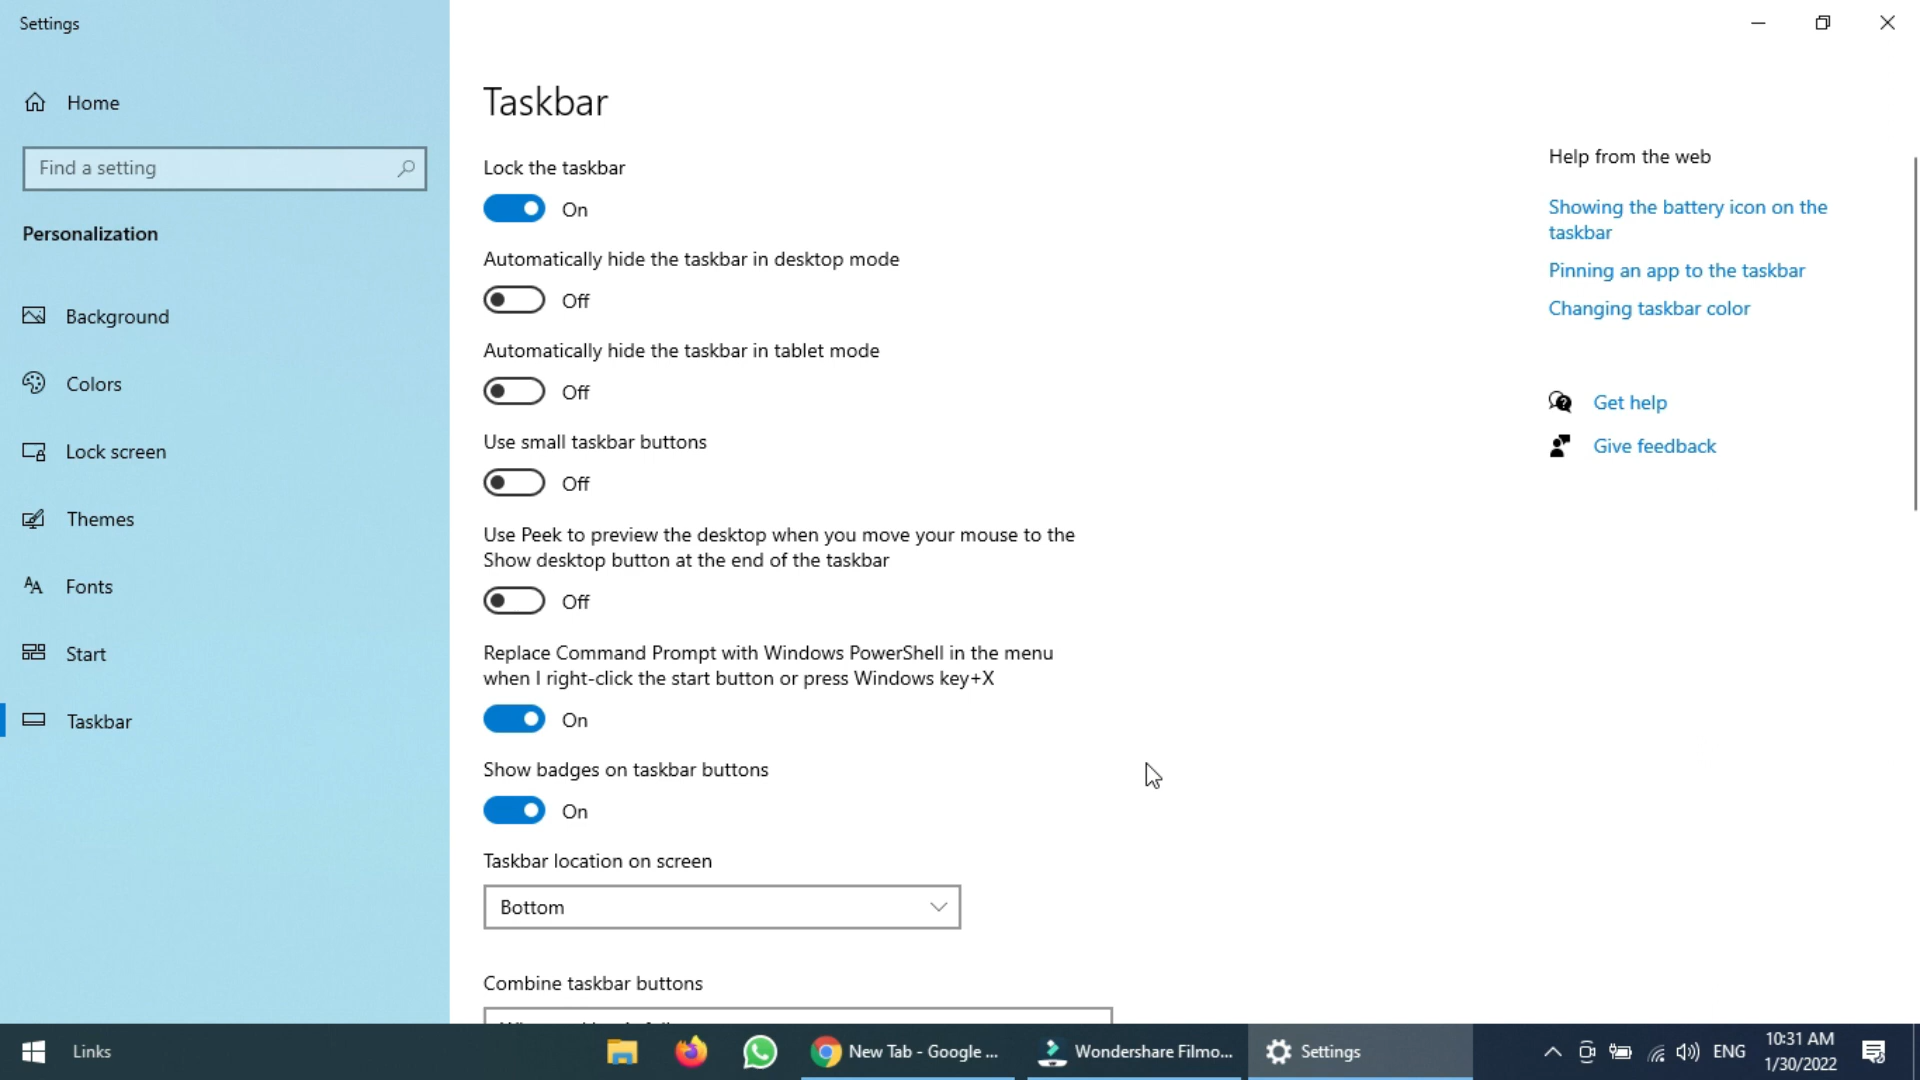 Settings
Home
Find a setting
Personalization
Background
Colors
Lock screen
Themes
Fonts
Start
Taskbar
Taskbar
Lock the taskbar
On
Automatically hide the taskbar in desktop mode
Off
Automatically hide the taskbar in tablet mode
Off
Use small taskbar buttons
Off
Use Peek to preview the desktop when you move your mouse to the
Show desktop button at the end of the taskbar
Off
Replace Command Prompt with Windows PowerShell in the menu
when I right-click the start button or press Windows key+X
On
Show badges on taskbar buttons
On
Taskbar location on screen
Bottom
Combine taskbar buttons
Help from the web
Showing the battery icon on the
taskbar
Pinning an app to the taskbar
Changing taskbar color
Get help
Give feedback
Links
New Tab - Google ...
Wondershare Filmo...
Settings
ENG
10:31 AM
1/30/2022